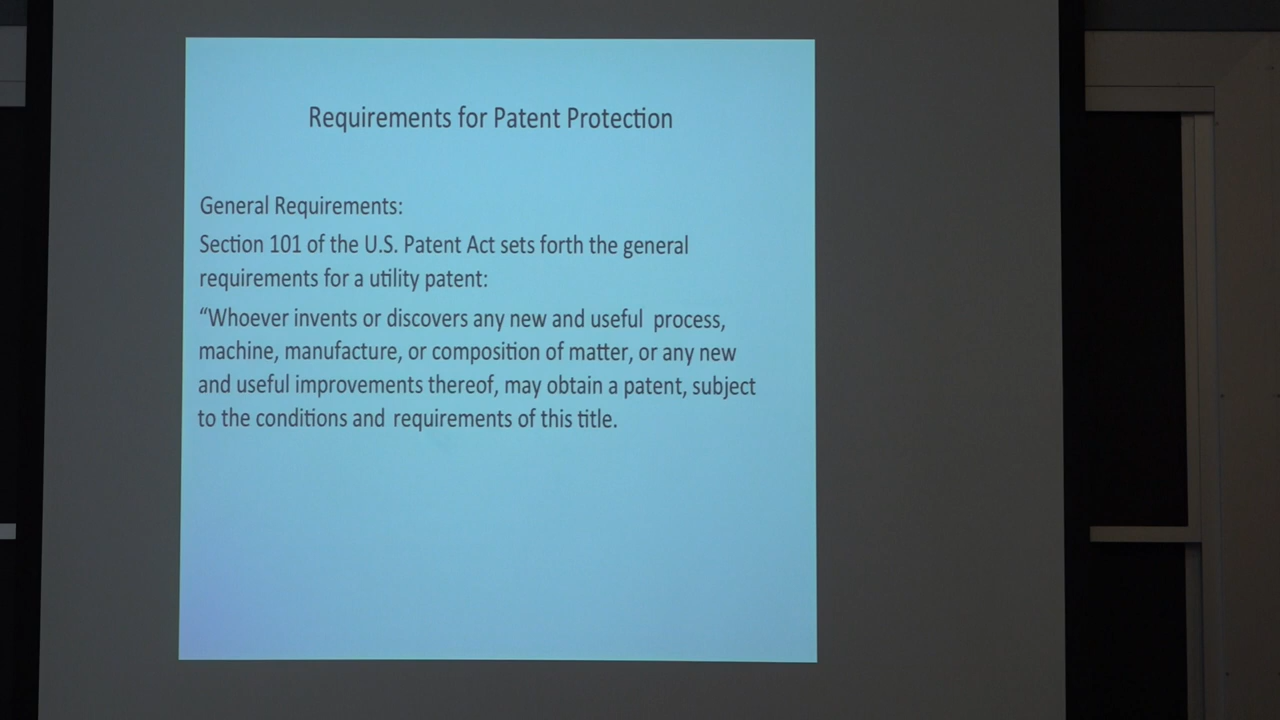 Requirements for Patent Protection
General Requirements:
Section 101 of the U.S. Patent Act sets forth the general
requirements for a utility patent:
“Whoever invents or discovers any new and useful process,
machine, manufacture, or composition of matter, or any new
and useful improvements thereof, may obtain a patent, subject
to the conditions and requirements of this title.